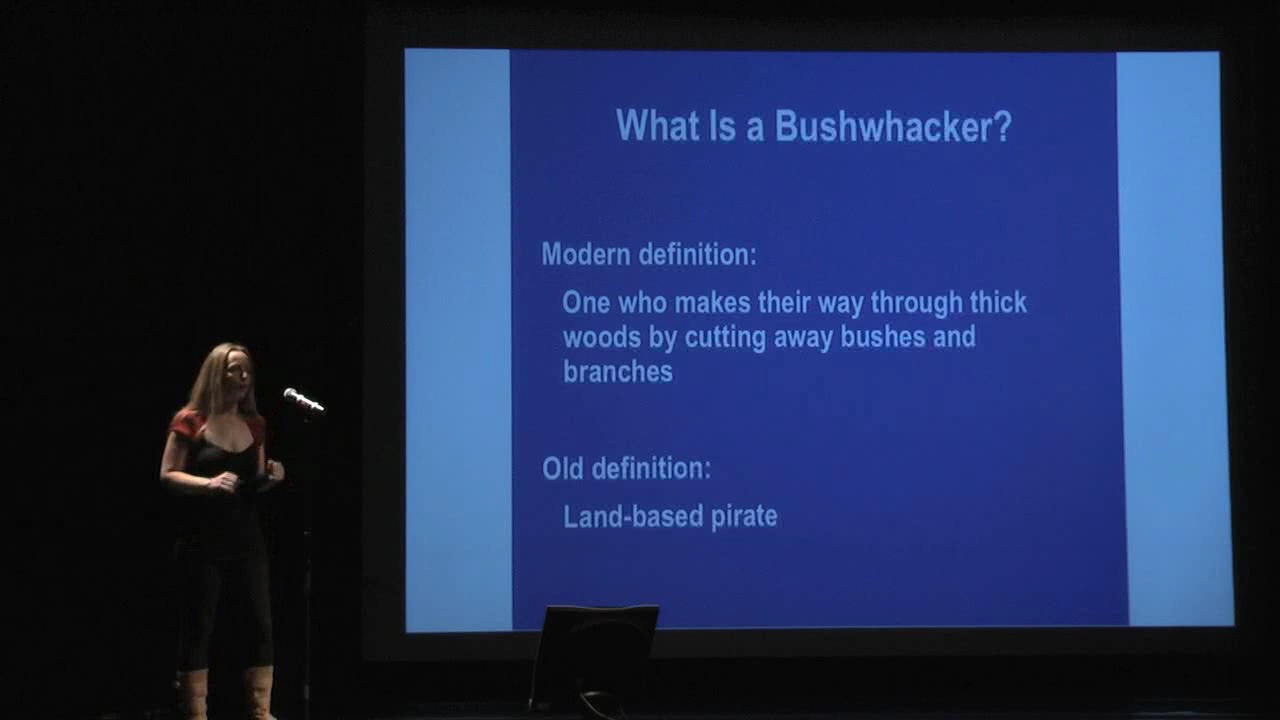 What Is a Bushwhacker?
Modern definition:
One who makes their way through thick
woods by cutting away bushes and
branches
Old definition:
Land-based pirate